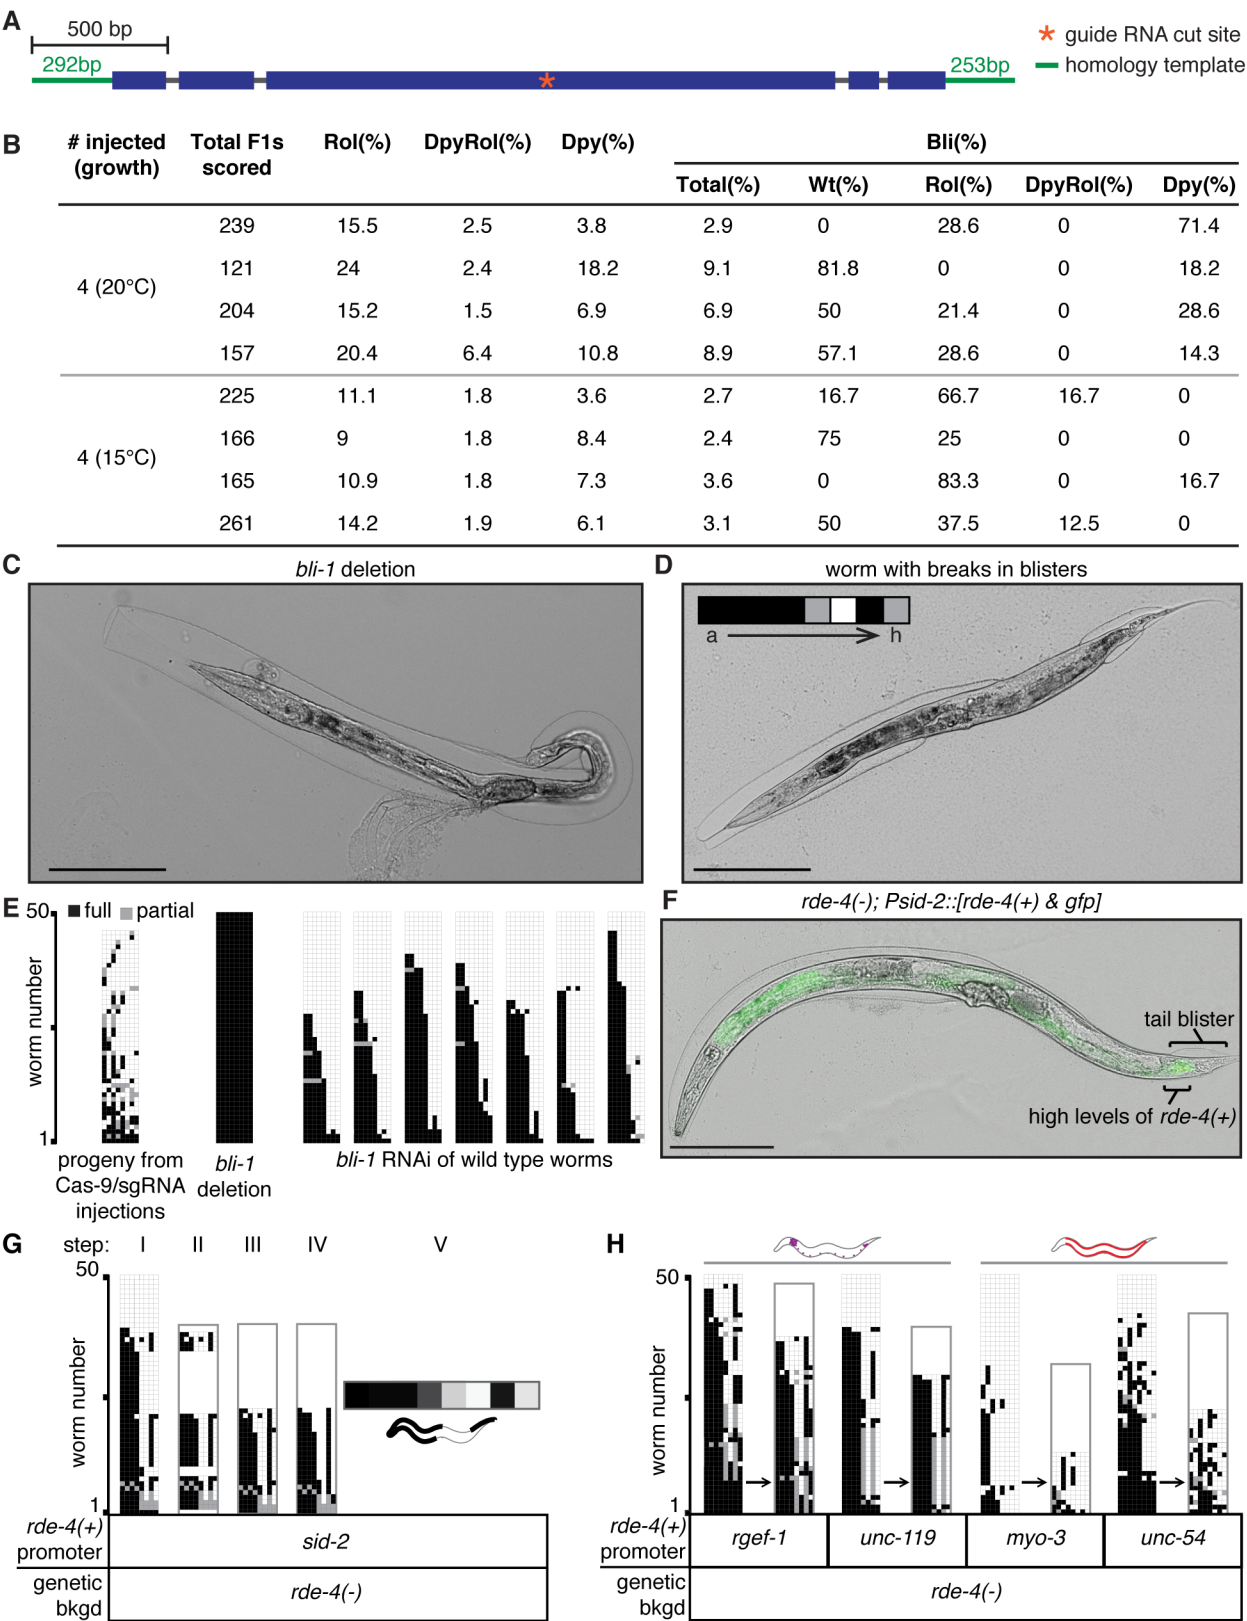 A
500 bp
292bp
253bp
* guide RNA cut site
homology template
B
# injected (growth) Total F1s scored Rol(%) DpyRol(%) Dpy(%) Bli(%)
Total(%) Wt(%) Rol(%) DpyRol(%) Dpy(%)
4 (20°C)
239 15.5 2.5 3.8 2.9 0 28.6 0 71.4
121 24 2.4 18.2 9.1 81.8 0 0 18.2
204 15.2 1.5 6.9 6.9 50 21.4 0 28.6
157 20.4 6.4 10.8 8.9 57.1 28.6 0 14.3
4 (15°C)
225 11.1 1.8 3.6 2.7 16.7 66.7 16.7 0
166 9 1.8 8.4 2.4 75 25 0 0
165 10.9 1.8 7.3 3.6 0 83.3 0 16.7
261 14.2 1.9 6.1 3.1 50 37.5 12.5 0
C
bli-1 deletion
D
worm with breaks in blisters
a h
E
50
full partial
worm number
1
progeny from
Cas-9/sgRNA
injections
bli-1
deletion
bli-1 RNAi of wild type worms
F
rde-4(-); Psid-2::[rde-4(+) & gfp]
tail blister
high levels of rde-4(+)
G
step: I II III IV V
50
worm number
1
rde-4(+)
promoter
sid-2
genetic
bkgd
rde-4(-)
H
50
worm number
1
rde-4(+)
promoter
rgef-1 unc-119 myo-3 unc-54
genetic
bkgd
rde-4(-)